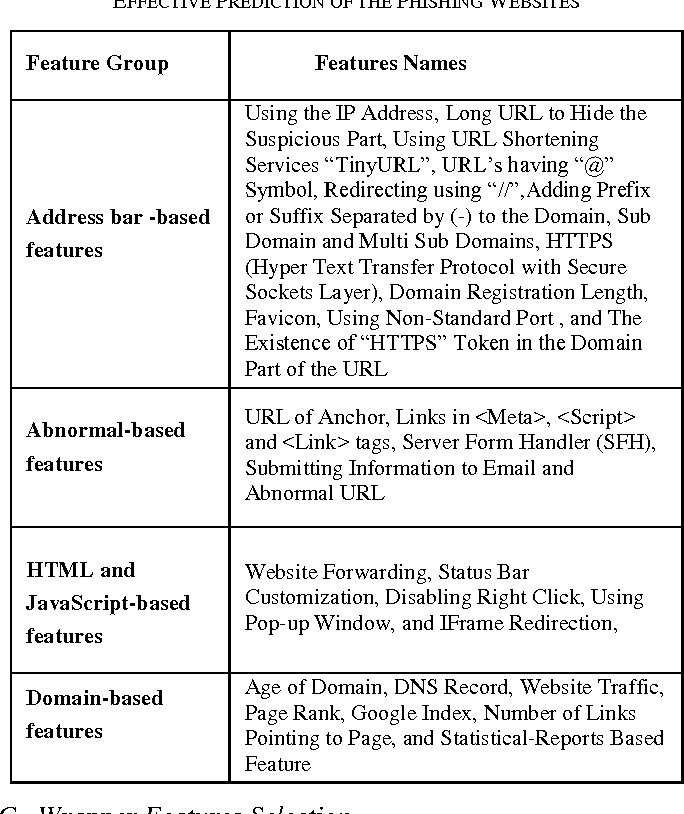 EFFECTIVE PREDICTION OF THE PHISHING WEBSITES
Feature Group
Features Names
Address bar -based
features
Using the IP Address, Long URL to Hide the
Suspicious Part, Using URL Shortening
Services “TinyURL”, URL’s having “@”
Symbol, Redirecting using “//”,Adding Prefix
or Suffix Separated by (-) to the Domain, Sub
Domain and Multi Sub Domains, HTTPS
(Hyper Text Transfer Protocol with Secure
Sockets Layer), Domain Registration Length,
Favicon, Using Non-Standard Port , and The
Existence of “HTTPS” Token in the Domain
Part of the URL
Abnormal-based
features
URL of Anchor, Links in <Meta>, <Script>
and <Link> tags, Server Form Handler (SFH),
Submitting Information to Email and
Abnormal URL
HTML and
JavaScript-based
features
Website Forwarding, Status Bar
Customization, Disabling Right Click, Using
Pop-up Window, and IFrame Redirection,
Domain-based
features
Age of Domain, DNS Record, Website Traffic,
Page Rank, Google Index, Number of Links
Pointing to Page, and Statistical-Reports Based
Feature
C. Wrapper Features Selection